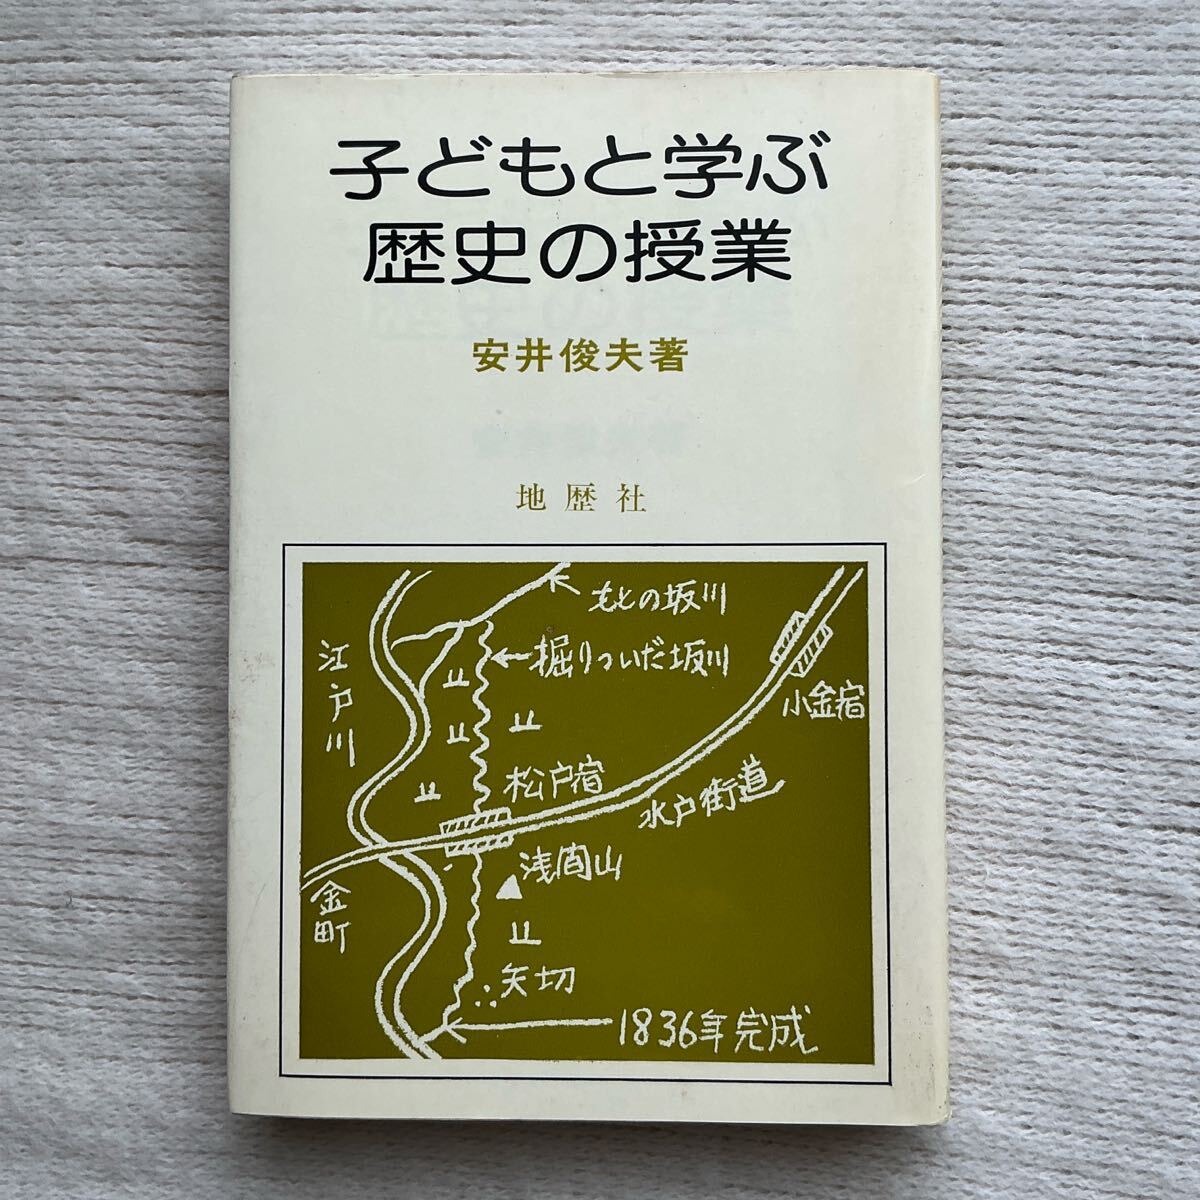 子どもと学ぶ
歴史の授業
安井俊夫著
地歴社
もとの坂川
掘りついだ坂川
江戸川
小金宿
松戸宿
水戸街道
浅間山
金町
矢切
1836年完成